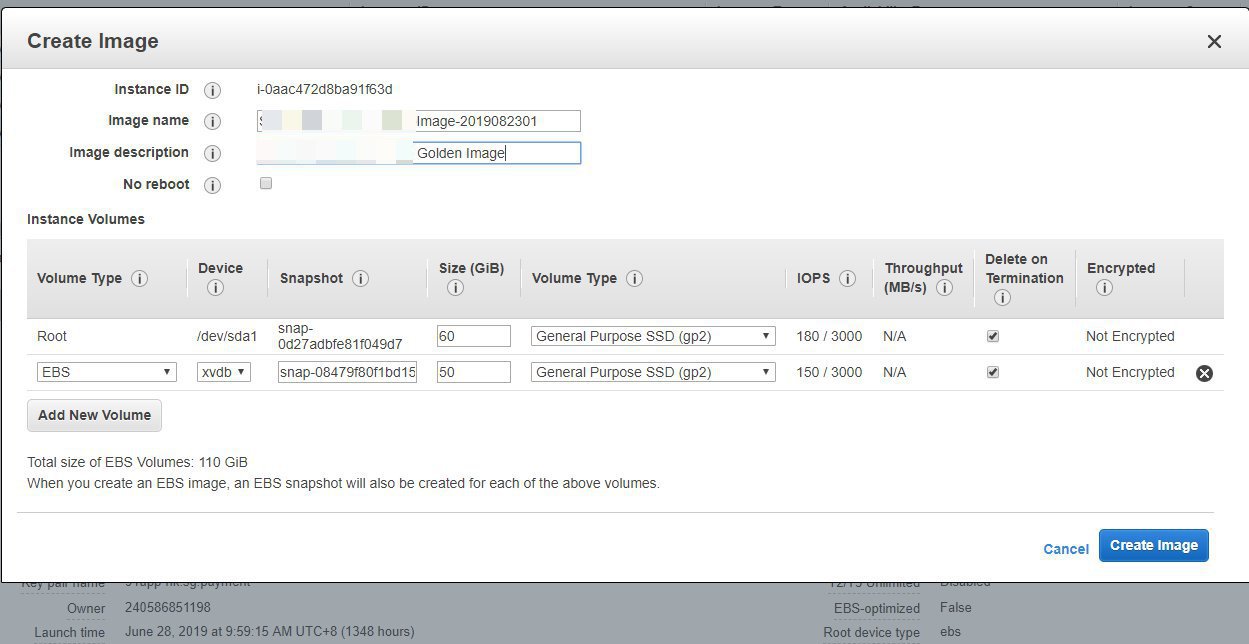 Create Image
Instance ID i-0aac472d8ba91f63d
Image name Image-2019082301
Image description Golden Image
No reboot
Instance Volumes
Volume Type Device Snapshot Size (GiB) Volume Type IOPS Throughput (MB/s) Delete on Termination Encrypted
Root /dev/sda1 snap-0d27adbfe81f049d7 60 General Purpose SSD (gp2) 180 / 3000 N/A Not Encrypted
EBS xvdb snap-08479f80f1bd15 50 General Purpose SSD (gp2) 150 / 3000 N/A Not Encrypted
Add New Volume
Total size of EBS Volumes: 110 GiB
When you create an EBS image, an EBS snapshot will also be created for each of the above volumes.
Cancel Create Image
Key pair name T2/T3 Unlimited Disabled
Owner 240586851198 EBS-optimized False
Launch time June 28, 2019 at 9:59:15 AM UTC+8 (1348 hours) Root device type ebs